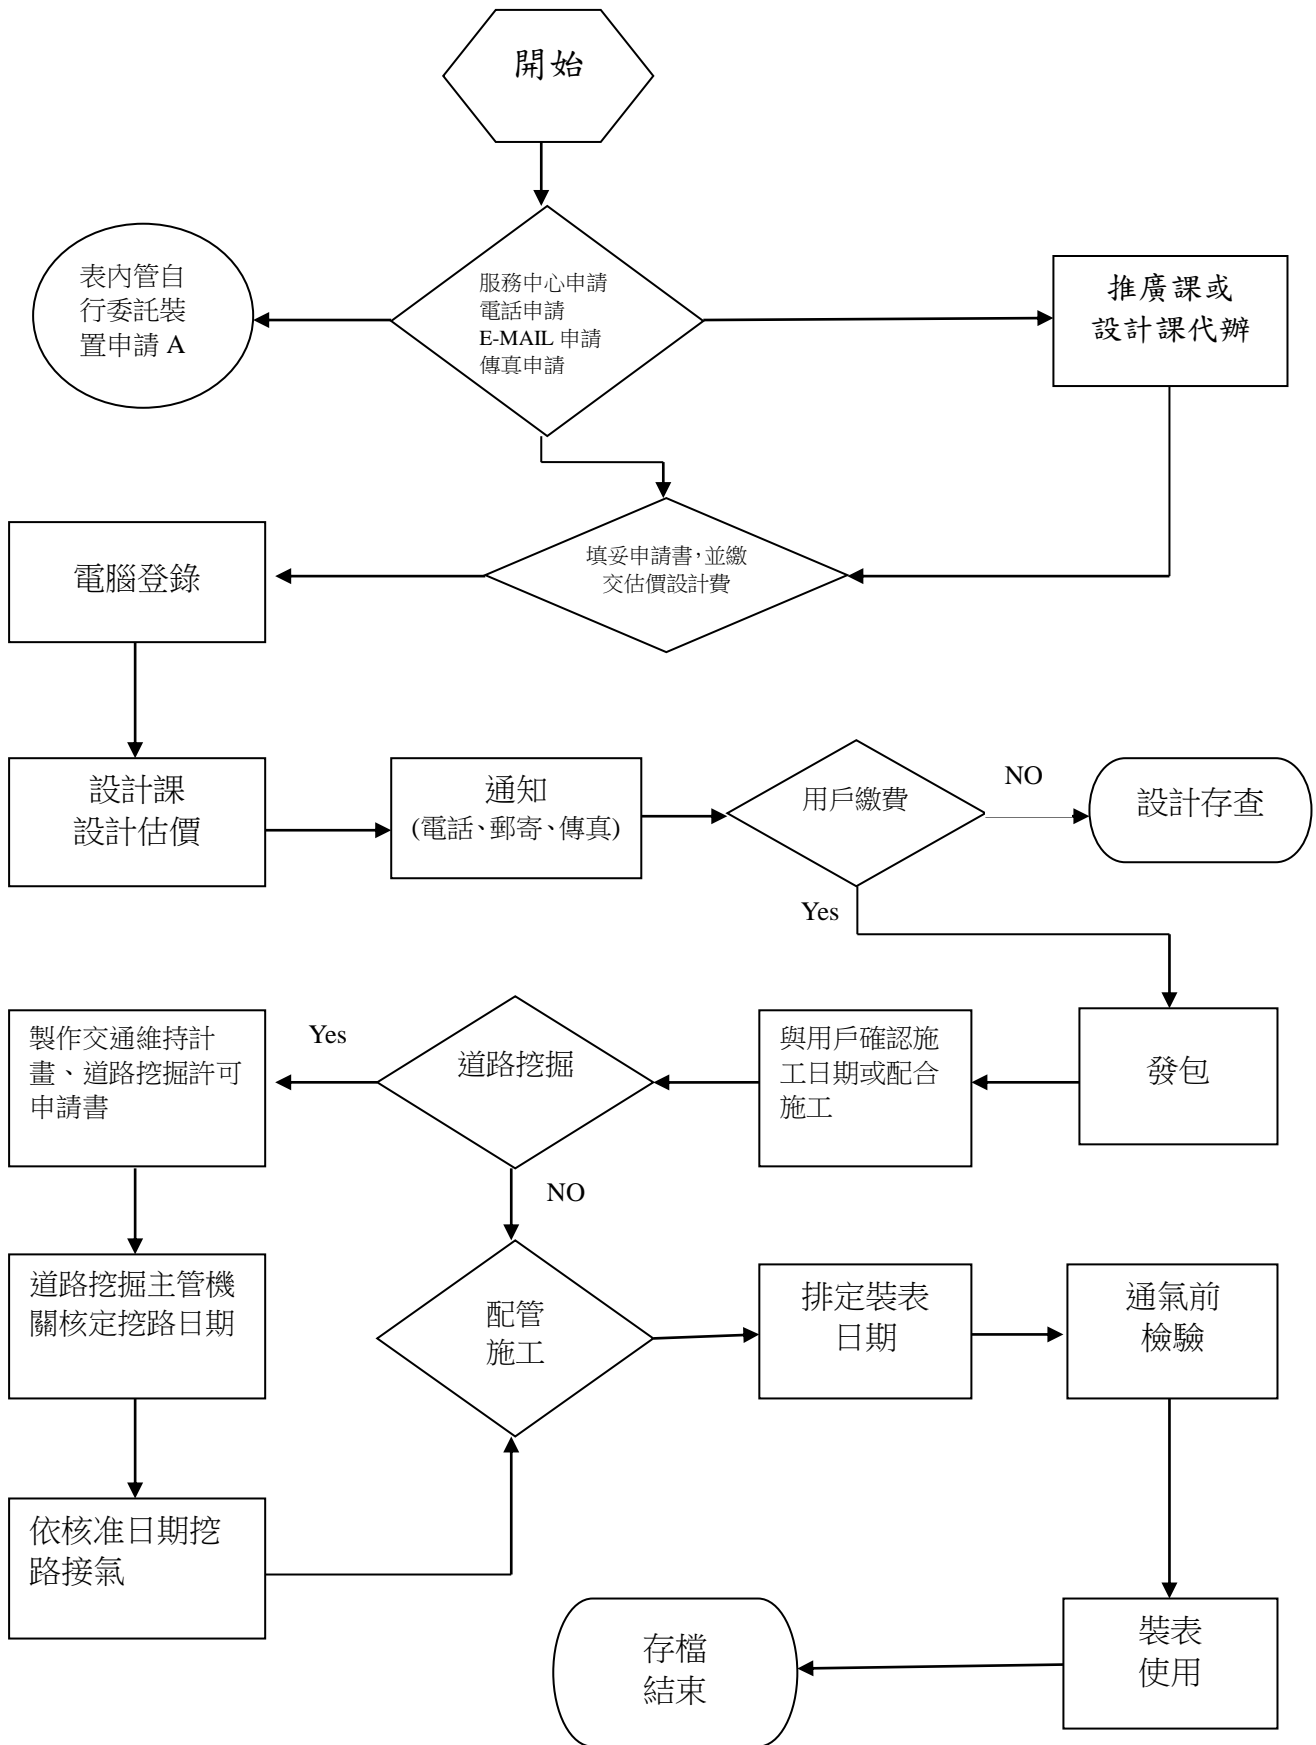 開始
表內管自
行委託裝
置申請 A
服務中心申請
電話申請
E-MAIL 申請
傳真申請
推廣課或
設計課代辦
電腦登錄
填妥申請書，並繳
交估價設計費
設計課
設計估價
通知
(電話、郵寄、傳真)
用戶繳費
NO
設計存查
Yes
製作交通維持計
畫、道路挖掘許可
申請書
Yes
道路挖掘
與用戶確認施
工日期或配合
施工
發包
NO
道路挖掘主管機
關核定挖路日期
配管
施工
排定裝表
日期
通氣前
檢驗
依核准日期挖
路接氣
存檔
結束
裝表
使用